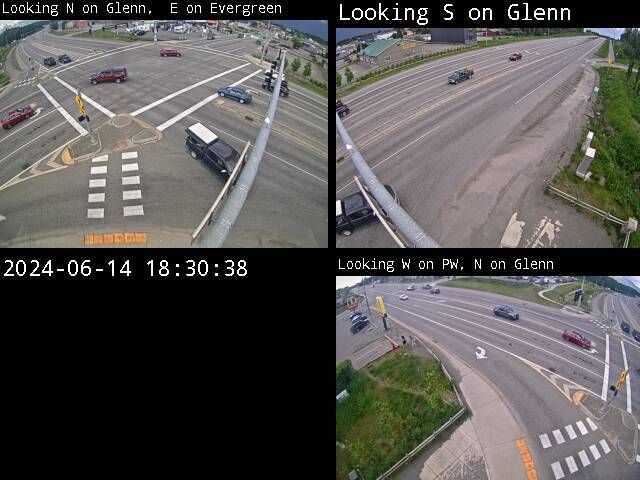 Looking N on Glenn, E on Evergreen
Looking S on Glenn
2024-06-14 18:30:38
Looking W on PW, N on Glenn